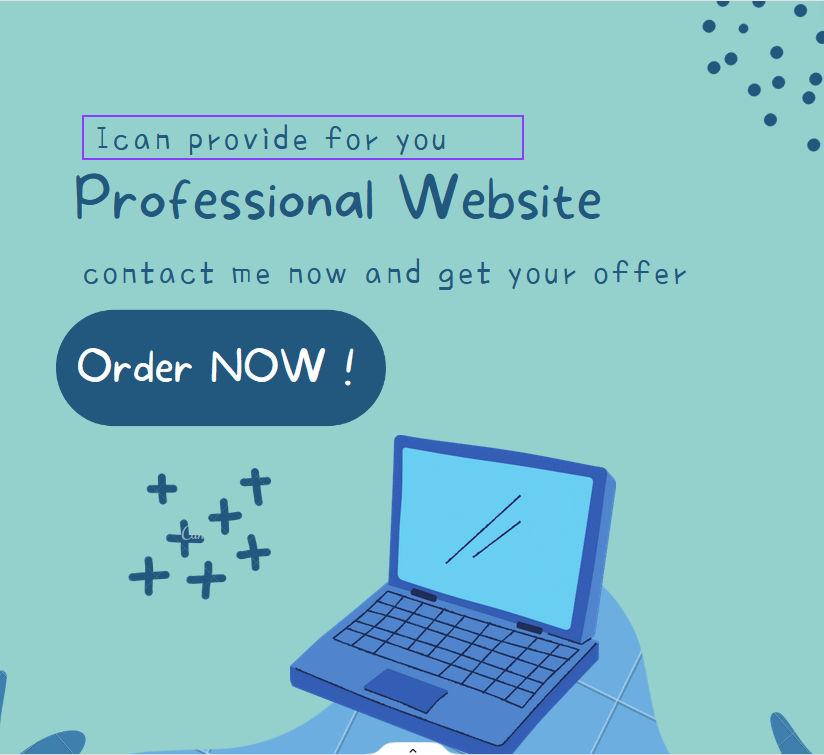 Ican provide for you
Professional Website
contact me now and get your offer
Order NOW !